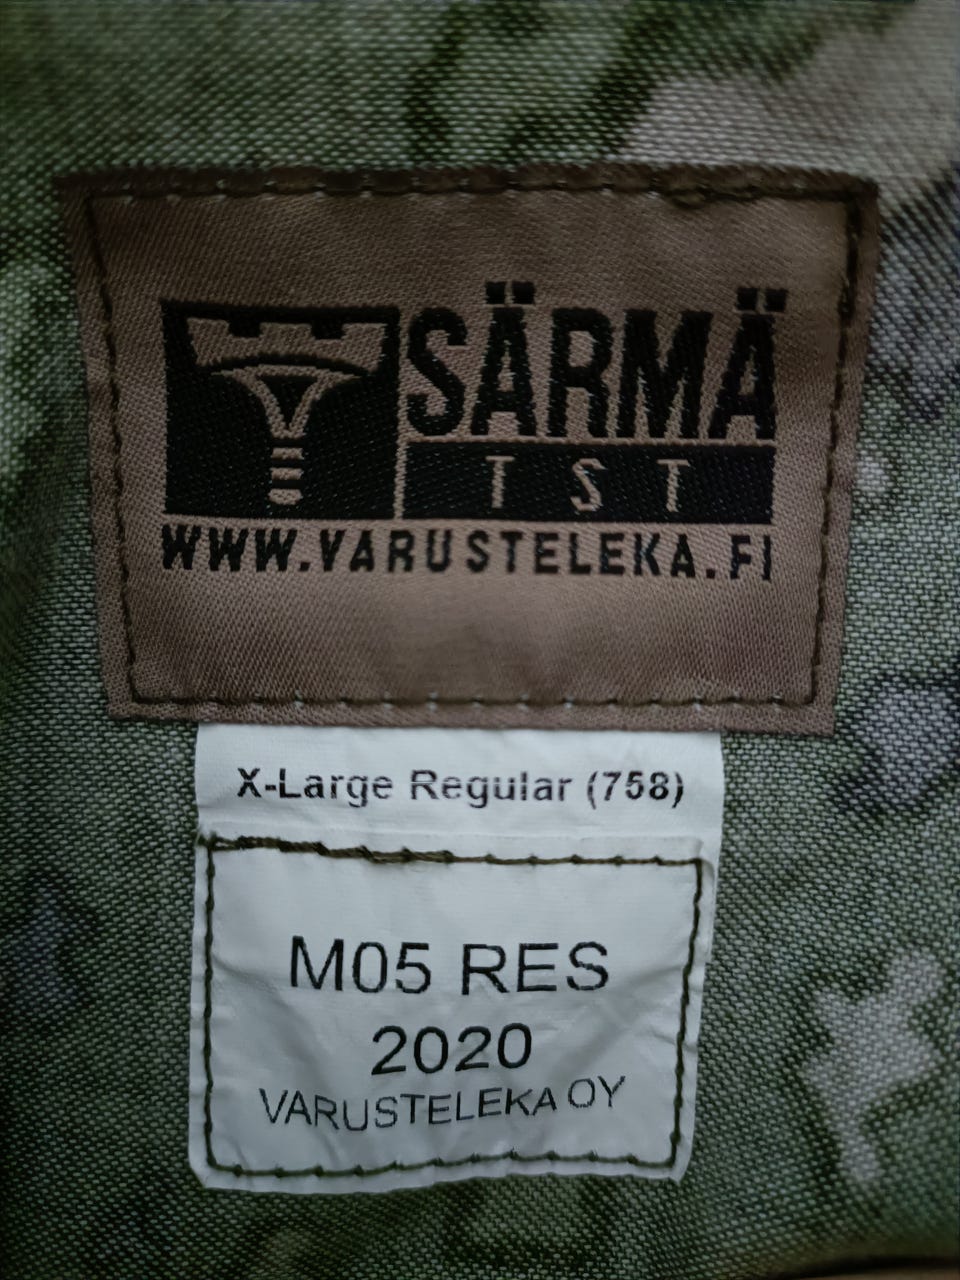 SÄRMÄ
TST
WWW.VARUSTELEKA.FI
X-Large Regular (758)
M05 RES
2020
VARUSTELEKA OY